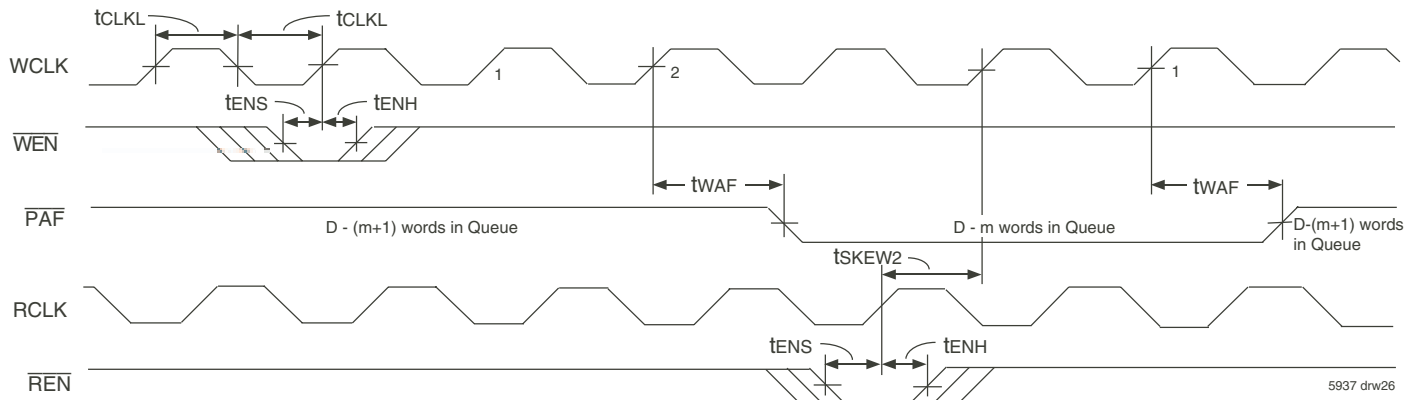 tCLKL tCLKL
WCLK 1 2 1
tENS tENH
WEN
tWAF tWAF
PAF
D - (m+1) words in Queue D - m words in Queue D-(m+1) words
in Queue
tSKEW2
RCLK
tENS tENH
REN
5937 drw26